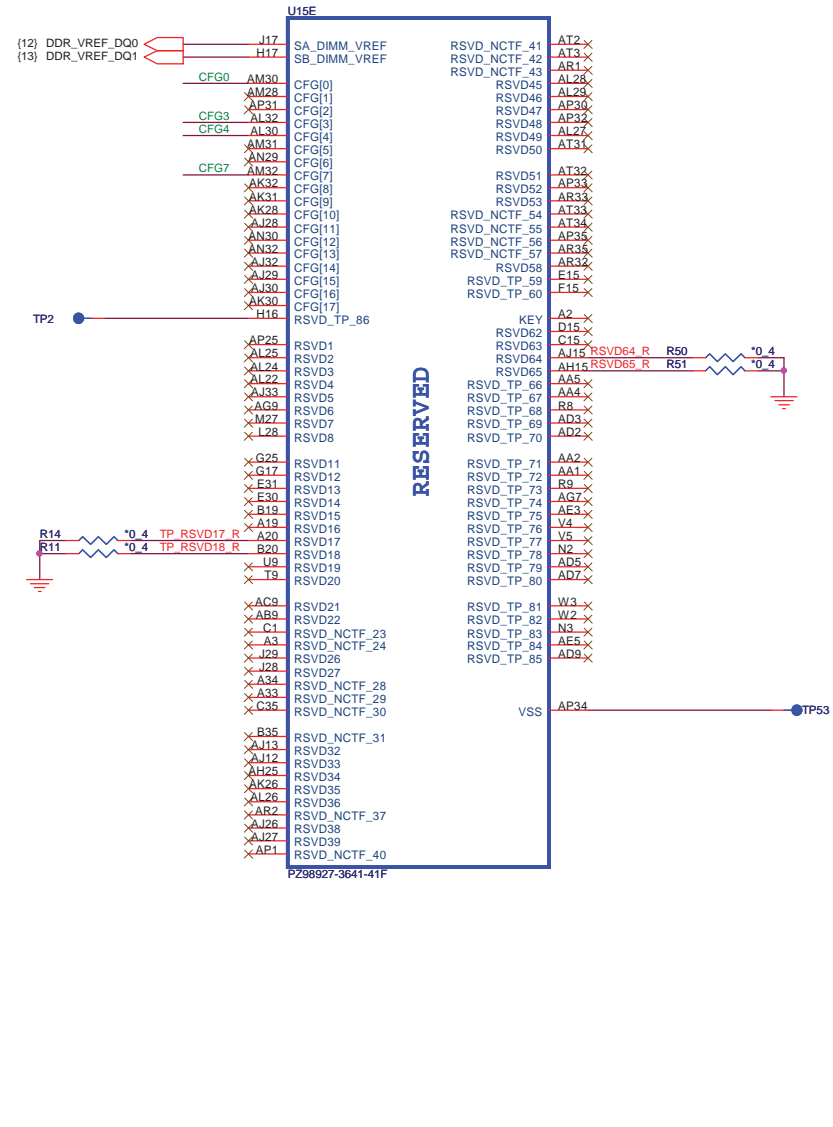 U15E
{12} DDR_VREF_DQ0 J17 SA_DIMM_VREF
{13} DDR_VREF_DQ1 H17 SB_DIMM_VREF
CFG0 AM30 CFG[0]
AM28 CFG[1]
AP31 CFG[2]
CFG3 AL32 CFG[3]
CFG4 AL30 CFG[4]
AM31 CFG[5]
AN29 CFG[6]
CFG7 AM32 CFG[7]
AK32 CFG[8]
AK31 CFG[9]
AK28 CFG[10]
AJ28 CFG[11]
AN30 CFG[12]
AN32 CFG[13]
AJ32 CFG[14]
AJ29 CFG[15]
AJ30 CFG[16]
AK30 CFG[17]
TP2 H16 RSVD_TP_86
AP25 RSVD1
AL25 RSVD2
AL24 RSVD3
AL22 RSVD4
AJ33 RSVD5
AG9 RSVD6
M27 RSVD7
L28 RSVD8
G25 RSVD11
G17 RSVD12
E31 RSVD13
E30 RSVD14
B19 RSVD15
A19 RSVD16
R14 *0_4 TP_RSVD17_R A20 RSVD17
R11 *0_4 TP_RSVD18_R B20 RSVD18
U9 RSVD19
T9 RSVD20
AC9 RSVD21
AB9 RSVD22
C1 RSVD_NCTF_23
A3 RSVD_NCTF_24
J29 RSVD26
J28 RSVD27
A34 RSVD_NCTF_28
A33 RSVD_NCTF_29
C35 RSVD_NCTF_30
B35 RSVD_NCTF_31
AJ13 RSVD32
AJ12 RSVD33
AH25 RSVD34
AK26 RSVD35
AL26 RSVD36
AR2 RSVD_NCTF_37
AJ26 RSVD38
AJ27 RSVD39
AP1 RSVD_NCTF_40
RESERVED
RSVD_NCTF_41 AT2
RSVD_NCTF_42 AT3
RSVD_NCTF_43 AR1
RSVD45 AL28
RSVD46 AL29
RSVD47 AP30
RSVD48 AP32
RSVD49 AL27
RSVD50 AT31
RSVD51 AT32
RSVD52 AP33
RSVD53 AR33
RSVD_NCTF_54 AT33
RSVD_NCTF_55 AT34
RSVD_NCTF_56 AP35
RSVD_NCTF_57 AR35
RSVD58 AR32
RSVD_TP_59 E15
RSVD_TP_60 F15
KEY A2
RSVD62 D15
RSVD63 C15
RSVD64 AJ15 RSVD64_R R50 *0_4
RSVD65 AH15 RSVD65_R R51 *0_4
RSVD_TP_66 AA5
RSVD_TP_67 AA4
RSVD_TP_68 R8
RSVD_TP_69 AD3
RSVD_TP_70 AD2
RSVD_TP_71 AA2
RSVD_TP_72 AA1
RSVD_TP_73 R9
RSVD_TP_74 AG7
RSVD_TP_75 AE3
RSVD_TP_76 V4
RSVD_TP_77 V5
RSVD_TP_78 N2
RSVD_TP_79 AD5
RSVD_TP_80 AD7
RSVD_TP_81 W3
RSVD_TP_82 W2
RSVD_TP_83 N3
RSVD_TP_84 AE5
RSVD_TP_85 AD9
VSS AP34 TP53
PZ98927-3641-41F